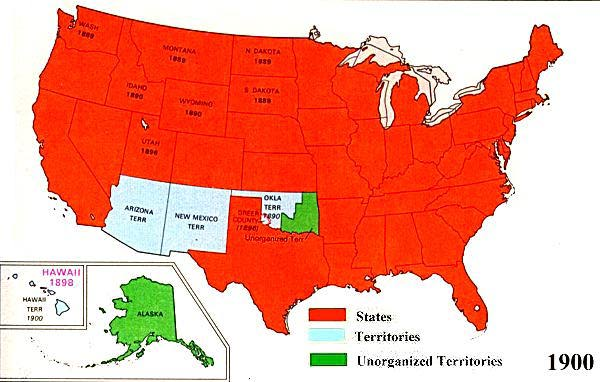 WASH
1889
MONTANA
1889
N DAKOTA
1889
IDAHO
1890
S DAKOTA
1889
WYOMING
1890
UTAH
1896
ARIZONA
TERR
NEW MEXICO
TERR
OKLA
TERR
1890
GREER
COUNTY
(1896)
Unorganized Terr
HAWAII
1898
HAWAII
TERR
1900
ALASKA
States
Territories
Unorganized Territories
1900